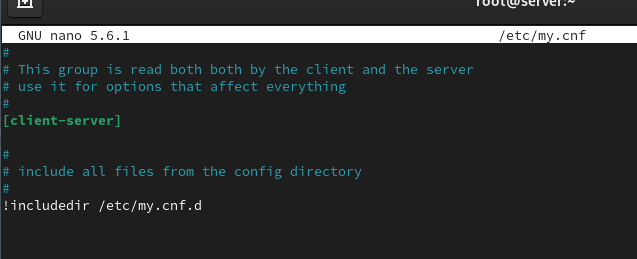 root@server:~
GNU nano 5.6.1 /etc/my.cnf
#
# This group is read both both by the client and the server
# use it for options that affect everything
#
[client-server]
#
# include all files from the config directory
#
!includedir /etc/my.cnf.d